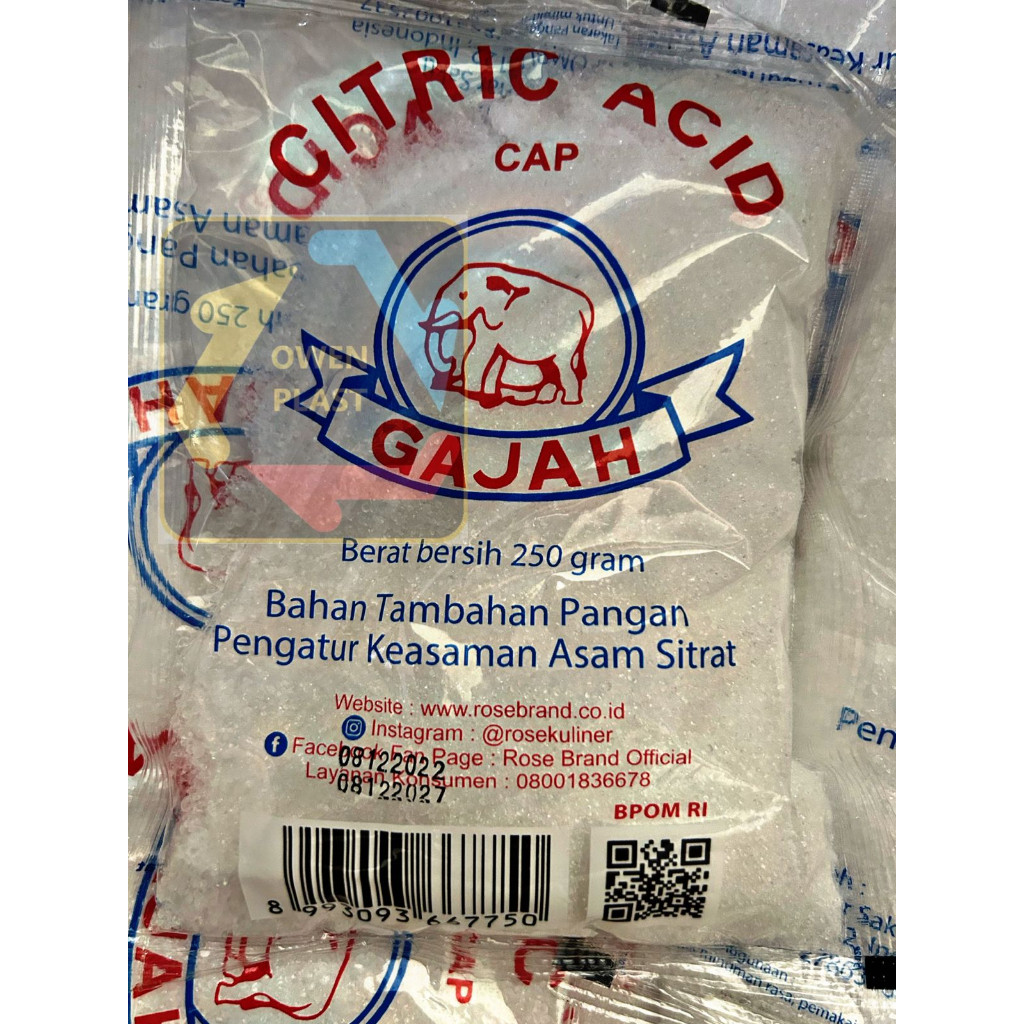 CITRIC ACID
CAP
GAJAH
OWEN
PLAST
Berat bersih 250 gram
Bahan Tambahan Pangan
Pengatur Keasaman Asam Sitrat
Website : www.rosebrand.co.id
Instagram : @rosekuliner
Facebook Fan Page : Rose Brand Official
08122022
Layanan Konsumen : 08001836678
08122027
BPOM RI
8 993093 647750